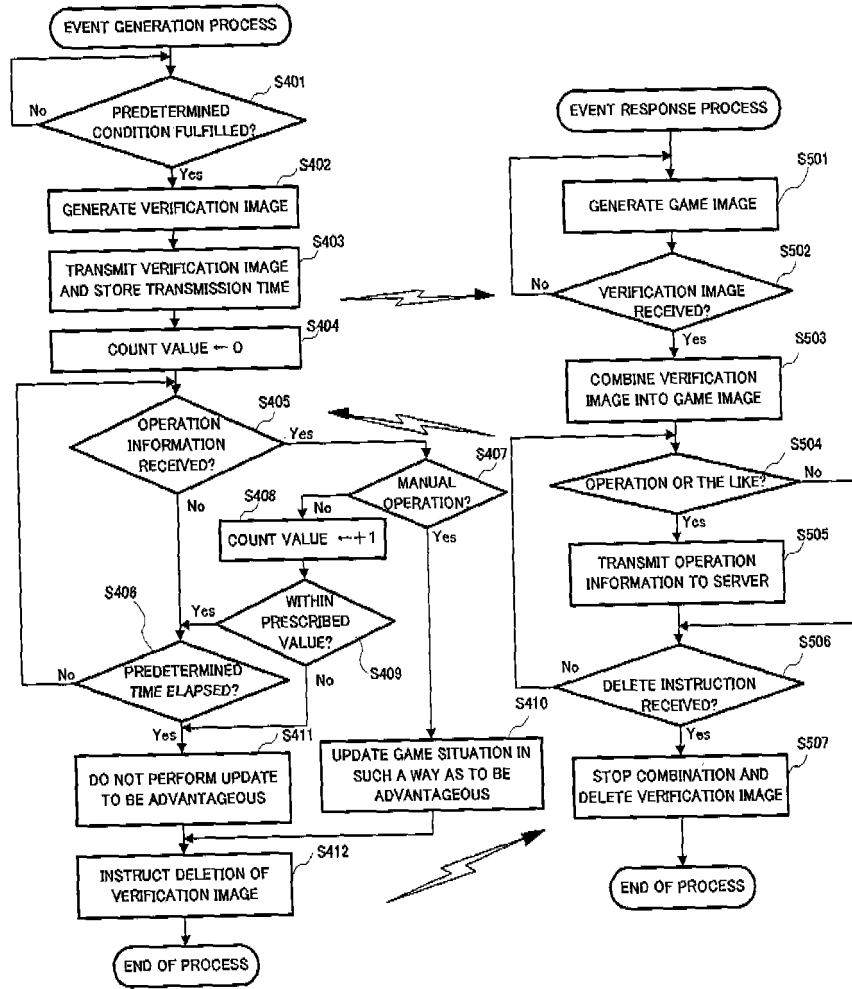 EVENT GENERATION PROCESS
S401
No
PREDETERMINED
CONDITION FULFILLED?
Yes
S402
GENERATE VERIFICATION IMAGE
S403
TRANSMIT VERIFICATION IMAGE
AND STORE TRANSMISSION TIME
S404
COUNT VALUE ← 0
S405
OPERATION
INFORMATION
RECEIVED?
Yes
No
S407
MANUAL
OPERATION?
No
Yes
S408
COUNT VALUE ←+1
S406
Yes
WITHIN
PRESCRIBED
VALUE?
S409
No
No
PREDETERMINED
TIME ELAPSED?
Yes
S411
DO NOT PERFORM UPDATE
TO BE ADVANTAGEOUS
S410
UPDATE GAME SITUATION IN
SUCH A WAY AS TO BE
ADVANTAGEOUS
S412
INSTRUCT DELETION OF
VERIFICATION IMAGE
END OF PROCESS
EVENT RESPONSE PROCESS
S501
GENERATE GAME IMAGE
S502
No
VERIFICATION IMAGE
RECEIVED?
Yes
S503
COMBINE VERIFICATION
IMAGE INTO GAME IMAGE
S504
OPERATION OR THE LIKE?
No
Yes
S505
TRANSMIT OPERATION
INFORMATION TO SERVER
S506
No
DELETE INSTRUCTION
RECEIVED?
Yes
S507
STOP COMBINATION AND
DELETE VERIFICATION IMAGE
END OF PROCESS